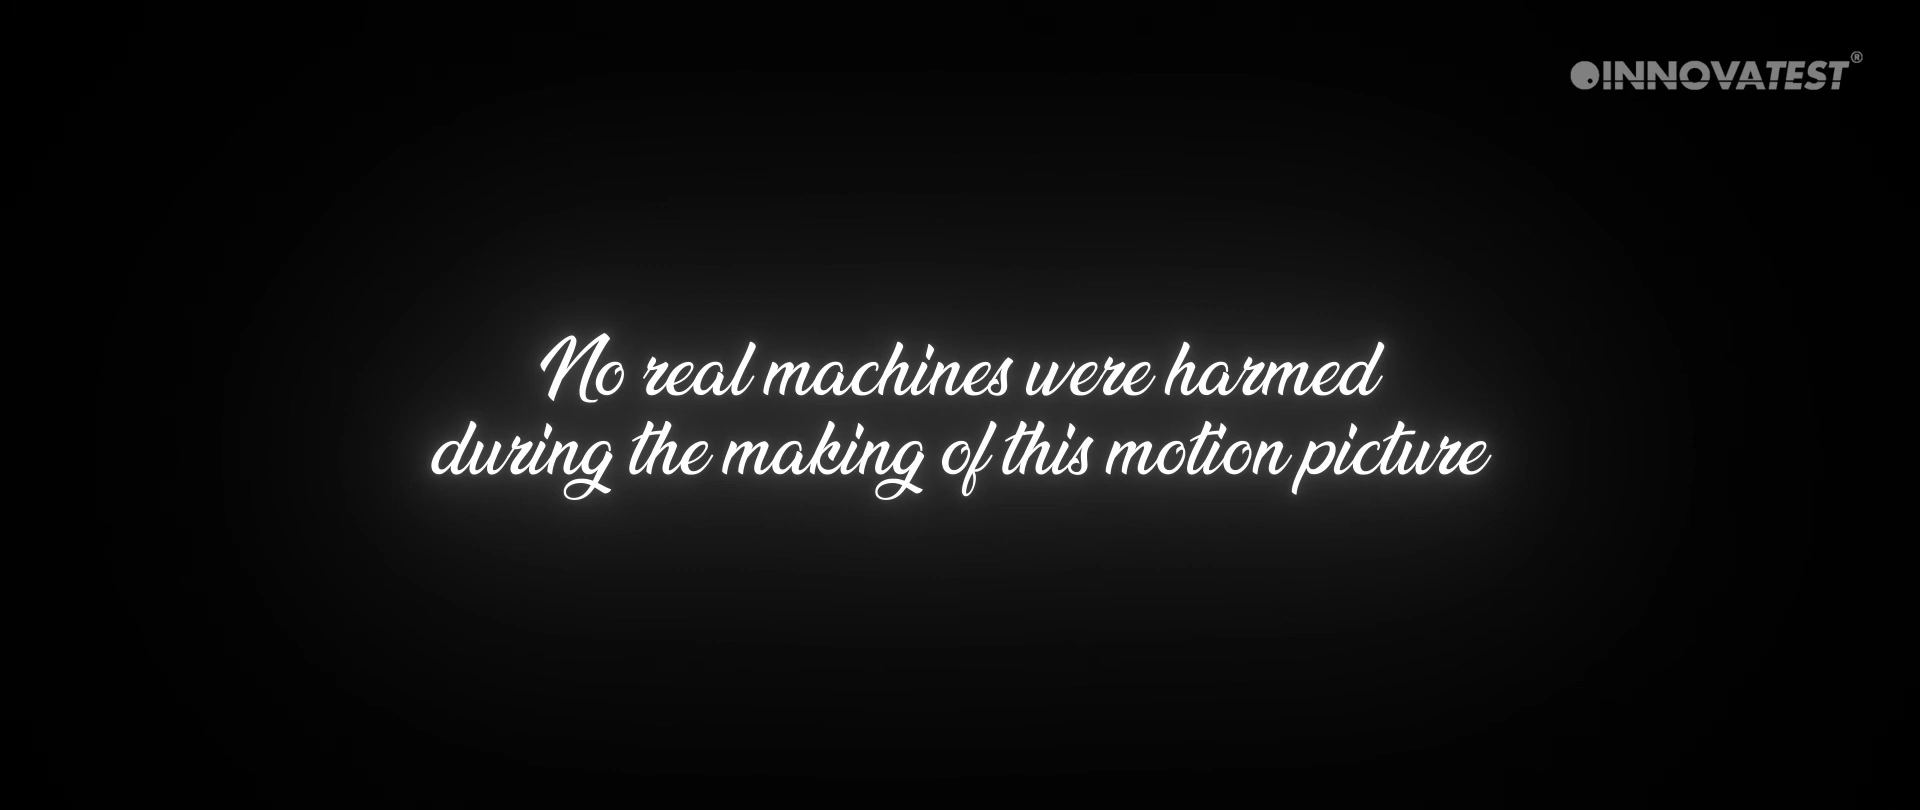 INNOVATEST®
No real machines were harmed
during the making of this motion picture